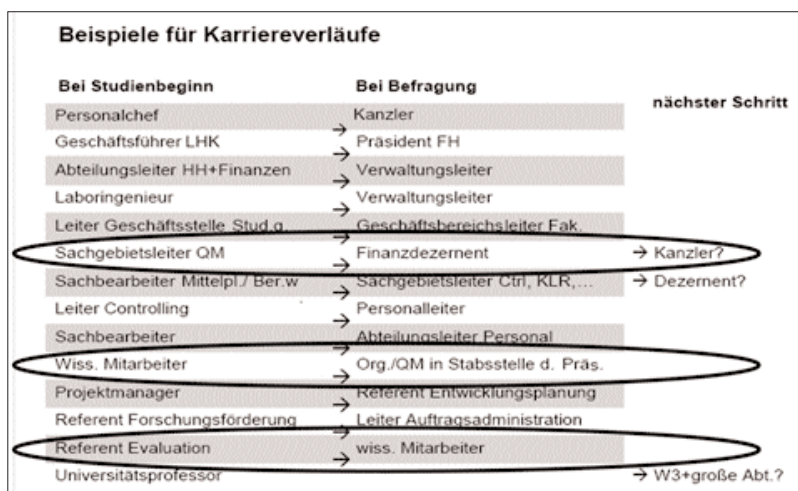 Beispiele für Karriereverläufe
Bei Studienbeginn Bei Befragung nächster Schritt
Personalchef → Kanzler
Geschäftsführer LHK → Präsident FH
Abteilungsleiter HH+Finanzen → Verwaltungsleiter
Laboringenieur → Verwaltungsleiter
Leiter Geschäftsstelle Stud.g. → Geschäftsbereichsleiter Fak.
Sachgebietsleiter QM → Finanzdezernent → Kanzler?
Sachbearbeiter Mittelpl./ Ber.w → Sachgebietsleiter Ctrl, KLR,... → Dezernent?
Leiter Controlling → Personalleiter
Sachbearbeiter → Abteilungsleiter Personal
Wiss. Mitarbeiter → Org./QM in Stabsstelle d. Präs.
Projektmanager → Referent Entwicklungsplanung
Referent Forschungsförderung → Leiter Auftragsadministration
Referent Evaluation → wiss. Mitarbeiter
Universitätsprofessor → W3+große Abt.?